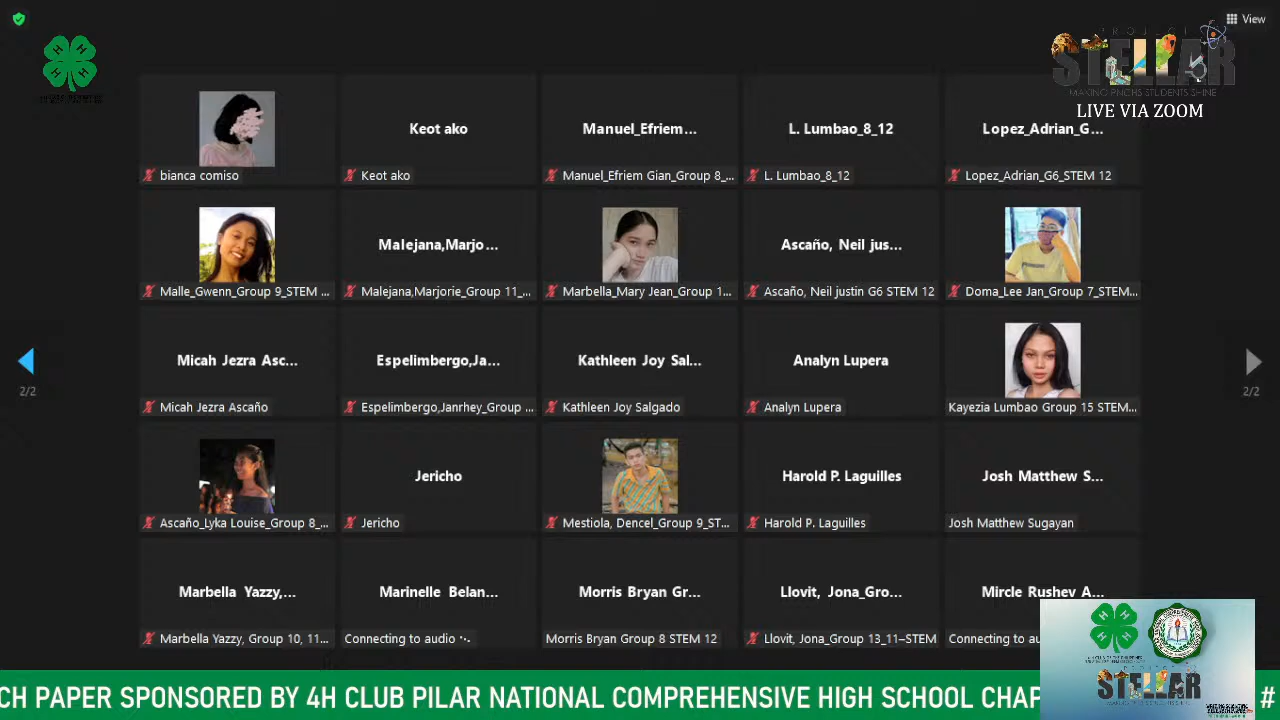 View
PROJECT
STELLAR
MAKING PNCHS STUDENTS SHINE
LIVE VIA ZOOM
H H H H
Keot ako
Manuel_Efriem...
L. Lumbao_8_12
Lopez_Adrian_G...
bianca comiso
Keot ako
Manuel_Efriem Gian_Group 8_...
L. Lumbao_8_12
Lopez_Adrian_G6_STEM 12
Malejana,Marjo...
Ascaño, Neil jus...
Malle_Gwenn_Group 9_STEM ...
Malejana,Marjorie_Group 11_...
Marbella_Mary Jean_Group 1...
Ascaño, Neil justin G6 STEM 12
Doma_Lee Jan_Group 7_STEM...
Micah Jezra Asc...
Espelimbergo,Ja...
Kathleen Joy Sal...
Analyn Lupera
2/2
2/2
Micah Jezra Ascaño
Espelimbergo,Janrhey_Group ...
Kathleen Joy Salgado
Analyn Lupera
Kayezia Lumbao Group 15 STEM...
Jericho
Harold P. Laguilles
Josh Matthew S...
Ascaño_Lyka Louise_Group 8_...
Jericho
Mestiola, Dencel_Group 9_ST...
Harold P. Laguilles
Josh Matthew Sugayan
Marbella Yazzy,...
Marinelle Belan...
Morris Bryan Gr...
Llovit, Jona_Gro...
Mircle Rushev A...
Marbella Yazzy, Group 10, 11...
Connecting to audio
Morris Bryan Group 8 STEM 12
Llovit, Jona_Group 13_11–STEM
Connecting to au
STELLAR
CH PAPER SPONSORED BY 4H CLUB PILAR NATIONAL COMPREHENSIVE HIGH SCHOOL CHAP
#